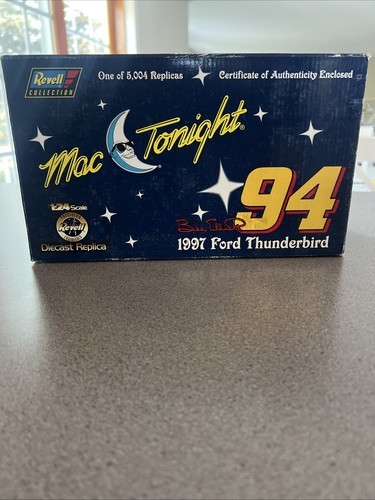 Revell
COLLECTION
One of 5,004 Replicas
Certificate of Authenticity Enclosed
Mac Tonight
94
1:24 Scale
Revell
Diecast Replica
1997 Ford Thunderbird